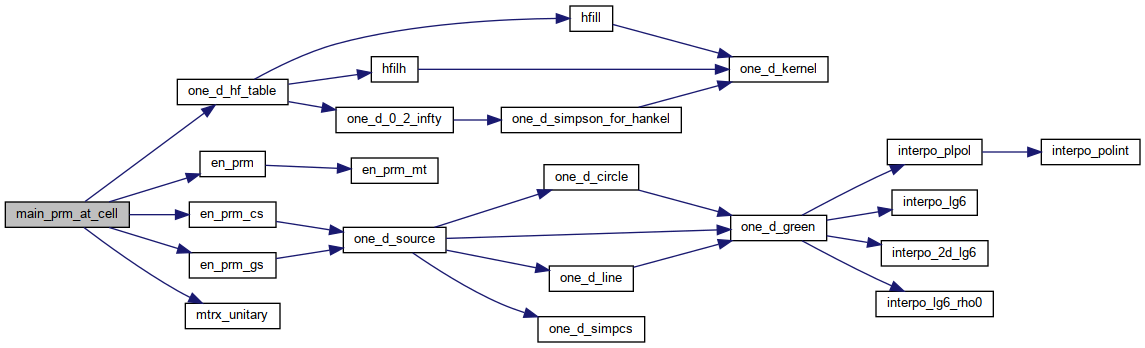 main_prm_at_cell
one_d_hf_table
hfill
one_d_kernel
hfilh
one_d_0_2_infty
one_d_simpson_for_hankel
en_prm
en_prm_mt
en_prm_cs
one_d_source
one_d_circle
one_d_green
interpo_plpol
interpo_polint
interpo_lg6
interpo_2d_lg6
interpo_lg6_rho0
one_d_line
one_d_simpcs
en_prm_gs
mtrx_unitary